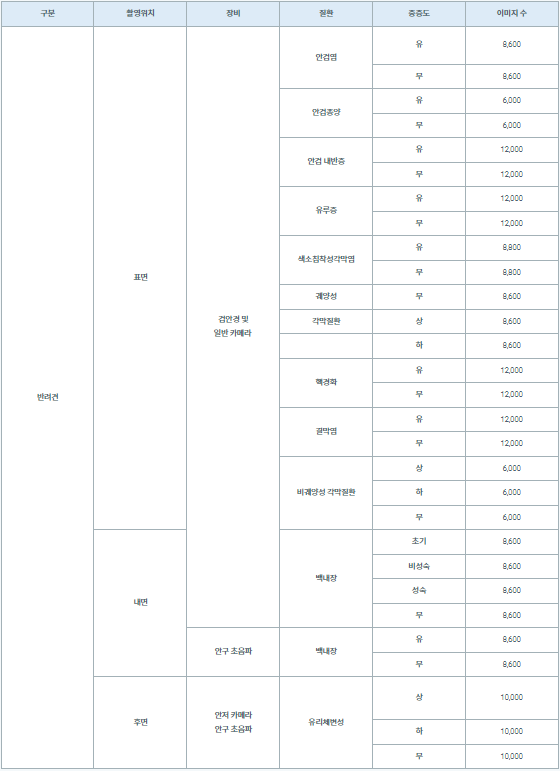 구분 촬영위치 장비 질환 중증도 이미지 수
반려견 표면 검안경 및 일반 카메라 안검염 유 8,600
무 8,600
안검종양 유 6,000
무 6,000
안검 내반증 유 12,000
무 12,000
유루증 유 12,000
무 12,000
색소침착성각막염 유 8,800
무 8,800
궤양성 무 8,600
각막질환 상 8,600
하 8,600
핵경화 유 12,000
무 12,000
결막염 유 12,000
무 12,000
비궤양성 각막질환 상 6,000
하 6,000
무 6,000
내면 백내장 초기 8,600
비성숙 8,600
성숙 8,600
무 8,600
안구 초음파 백내장 유 8,600
무 8,600
후면 안저 카메라 안구 초음파 유리체변성 상 10,000
하 10,000
무 10,000